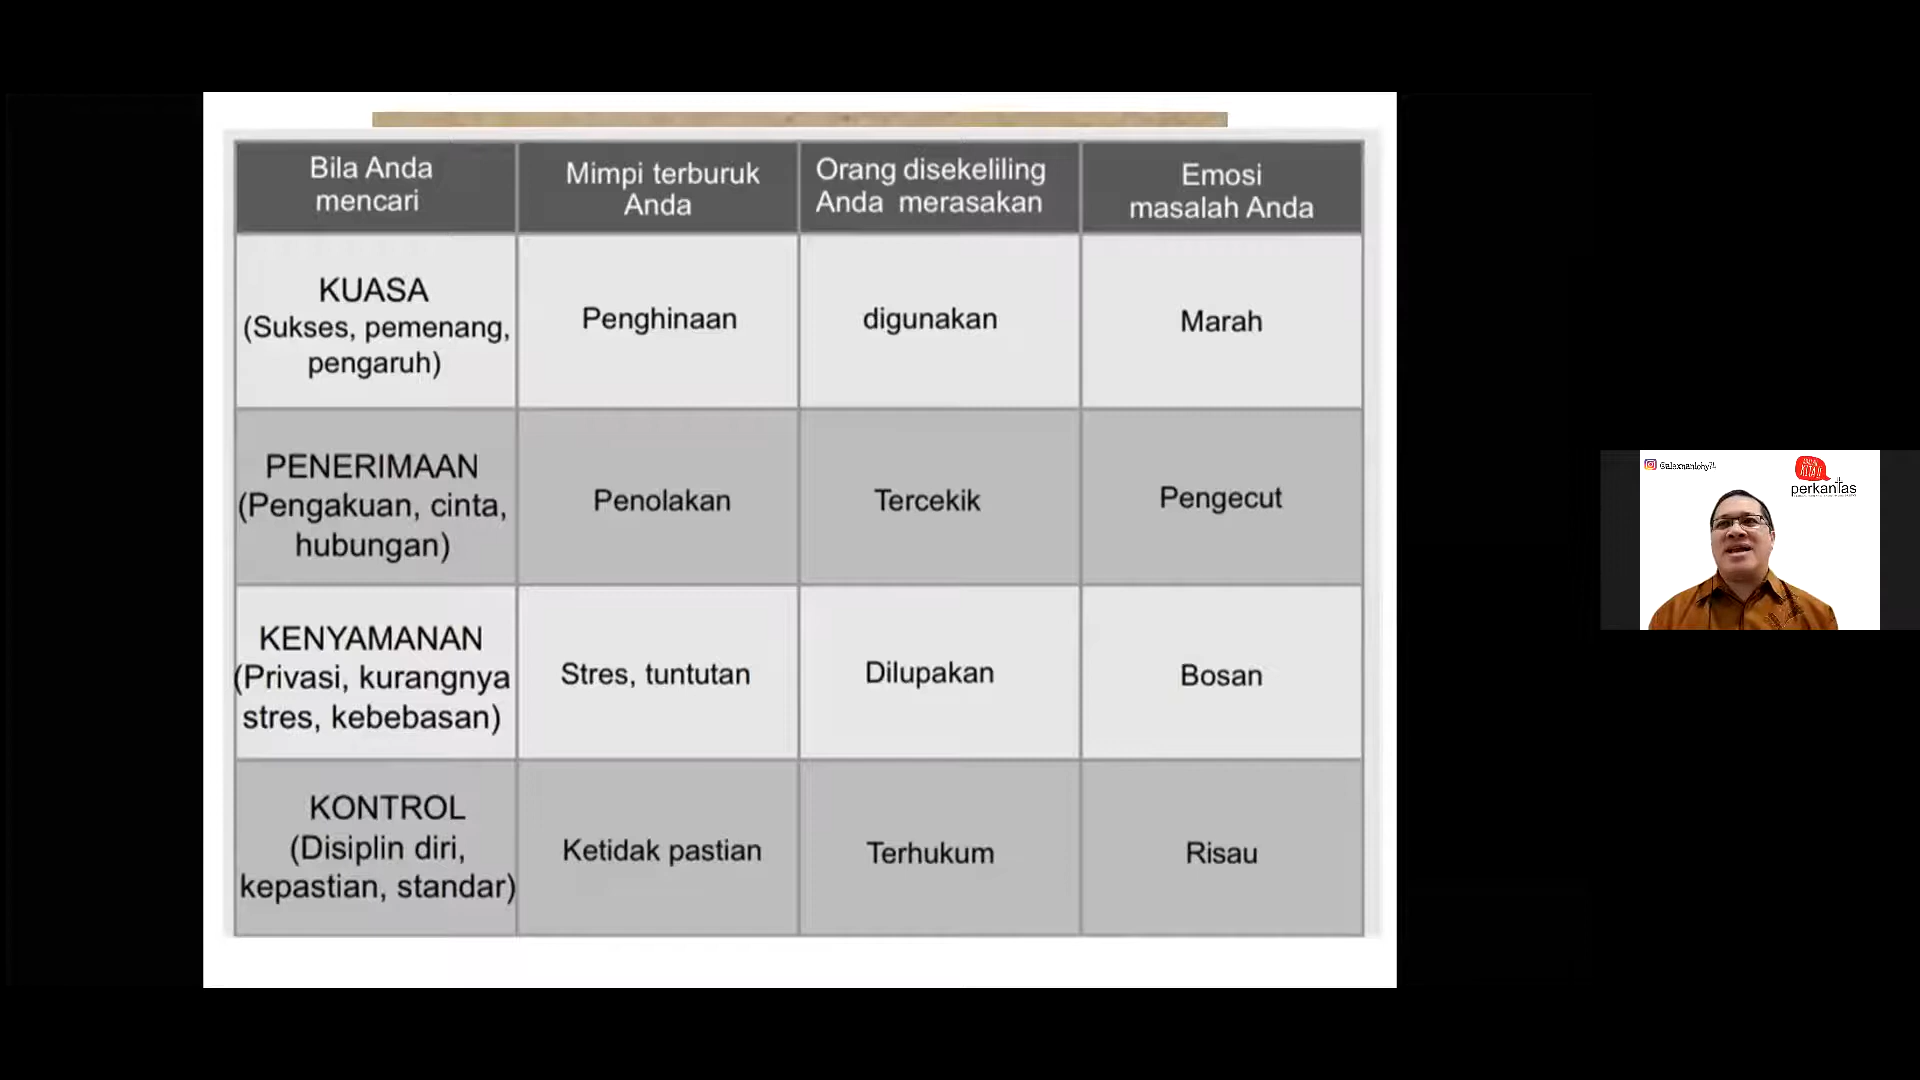 Bila Anda
mencari
Mimpi terburuk
Anda
Orang disekeliling
Anda merasakan
Emosi
masalah Anda
KUASA
(Sukses, pemenang,
pengaruh)
Penghinaan
digunakan
Marah
PENERIMAAN
(Pengakuan, cinta,
hubungan)
Penolakan
Tercekik
Pengecut
KENYAMANAN
(Privasi, kurangnya
stres, kebebasan)
Stres, tuntutan
Dilupakan
Bosan
KONTROL
(Disiplin diri,
kepastian, standar)
Ketidak pastian
Terhukum
Risau
perkantas